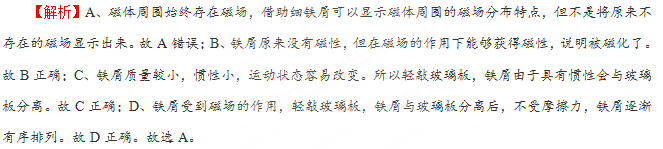 【解析】A、磁体周围始终存在磁场，借助细铁屑可以显示磁体周围的磁场分布特点，但不是将原来不
存在的磁场显示出来。故 A 错误；B、铁屑原来没有磁性，但在磁场的作用下能够获得磁性，说明被磁化了。
故 B 正确；C、铁屑质量较小，惯性小，运动状态容易改变。所以轻敲玻璃板，铁屑由于具有惯性会与玻璃
板分离。故 C 正确；D、铁屑受到磁场的作用，轻敲玻璃板，铁屑与玻璃板分离后，不受摩擦力，铁屑逐渐
有序排列。故 D 正确。故选 A。